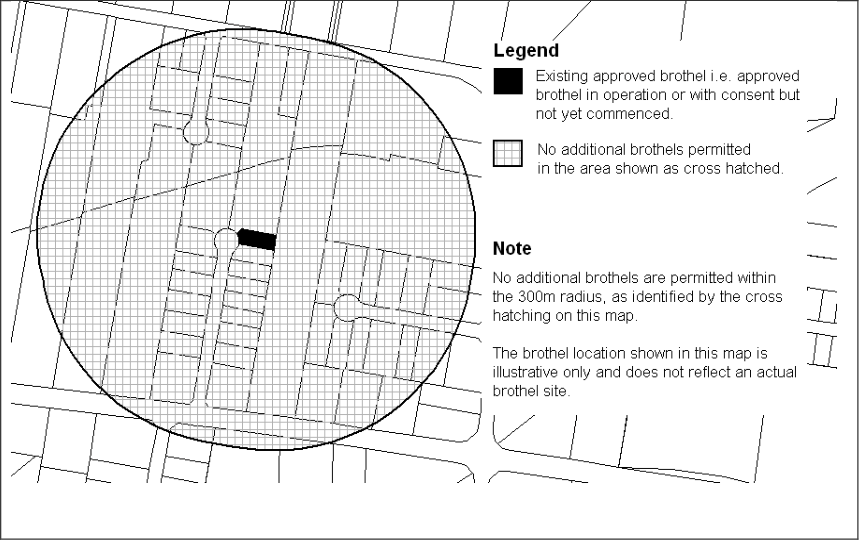 Legend
Existing approved brothel i.e. approved
brothel in operation or with consent but
not yet commenced.
No additional brothels permitted
in the area shown as cross hatched.
Note
No additional brothels are permitted within
the 300m radius, as identified by the cross
hatching on this map.
The brothel location shown in this map is
illustrative only and does not reflect an actual
brothel site.